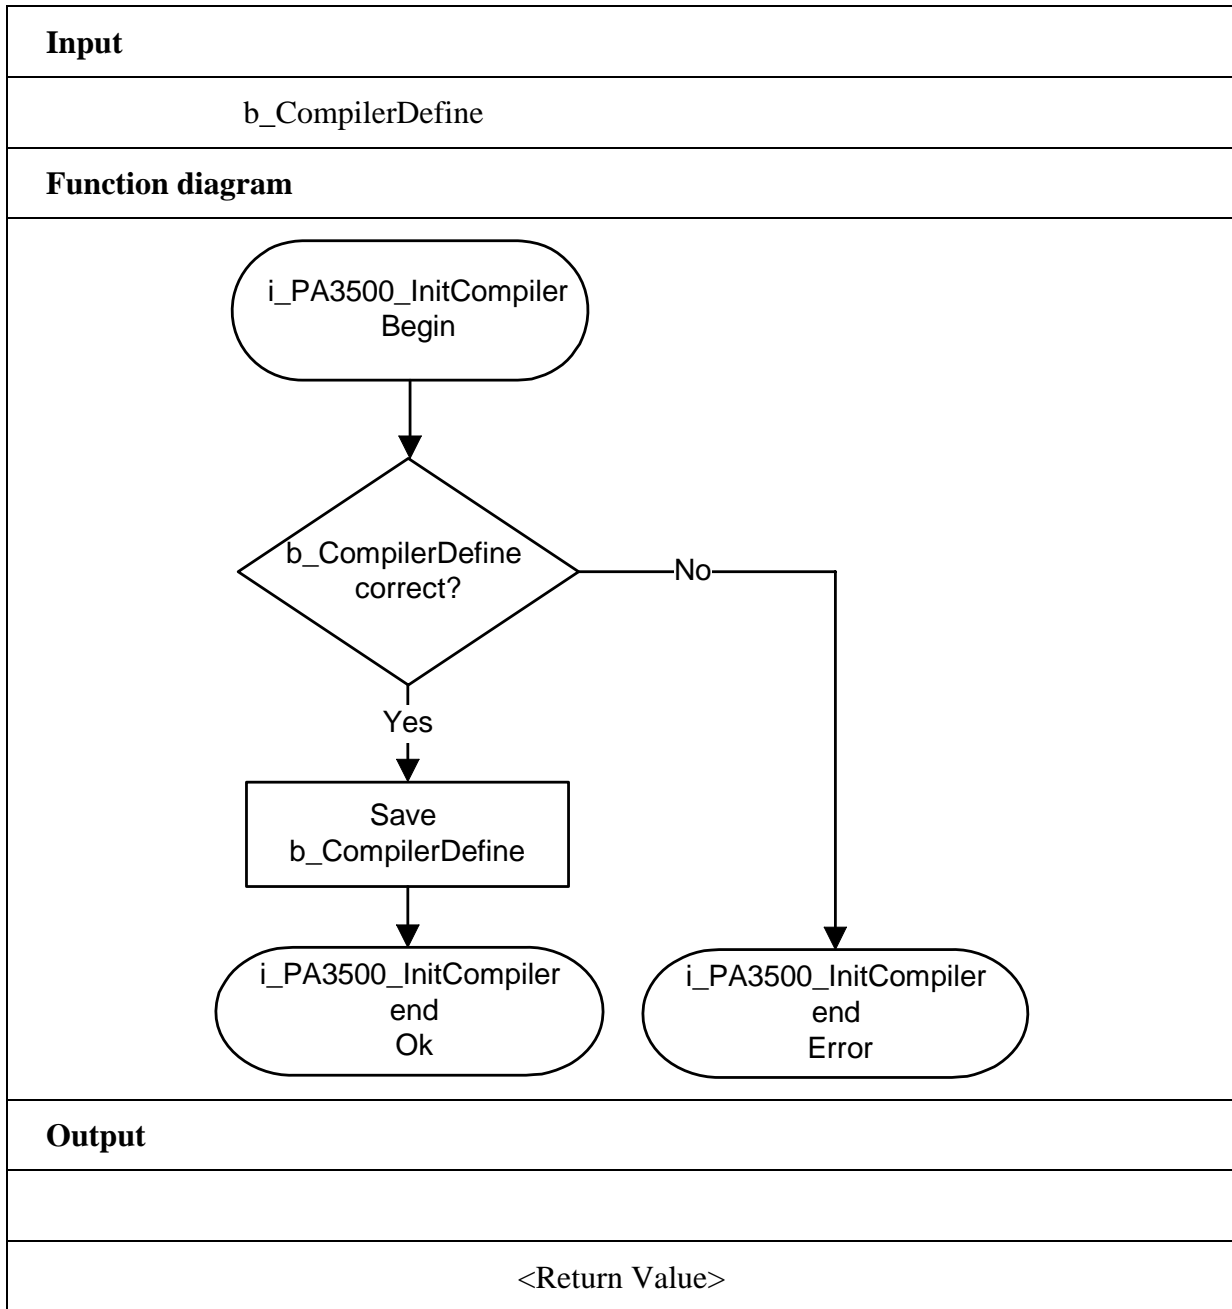 Input
b_CompilerDefine
Function diagram
i_PA3500_InitCompiler
Begin
b_CompilerDefine
correct?
No
Yes
Save
b_CompilerDefine
i_PA3500_InitCompiler
end
Ok
i_PA3500_InitCompiler
end
Error
Output
<Return Value>